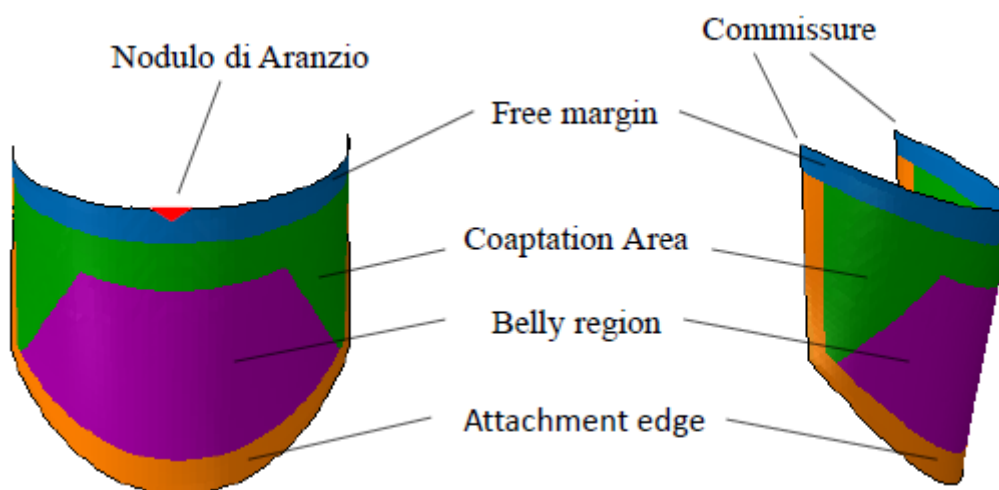 Commissure
Nodulo di Aranzio
Free margin
Coaptation Area
Belly region
Attachment edge